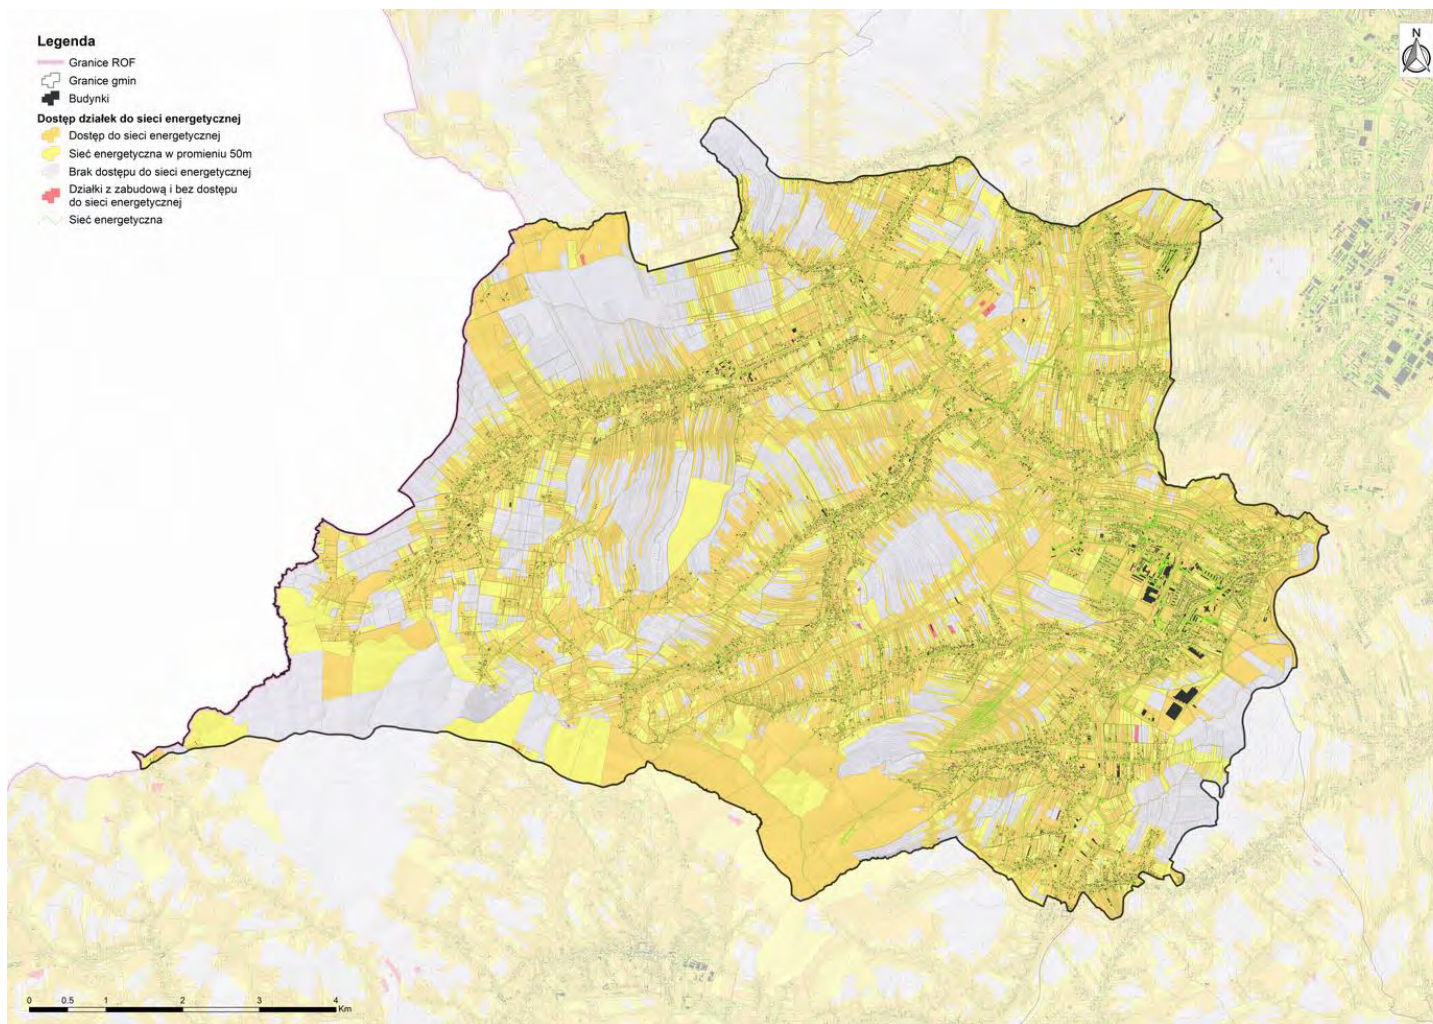 Legenda
Granice ROF
Granice gmin
Budynki
Dostęp działek do sieci energetycznej
Dostęp do sieci energetycznej
Sieć energetyczna w promieniu 50m
Brak dostępu do sieci energetycznej
Działki z zabudową i bez dostępu
do sieci energetycznej
Sieć energetyczna
N
0 0.5 1 2 3 4
Km